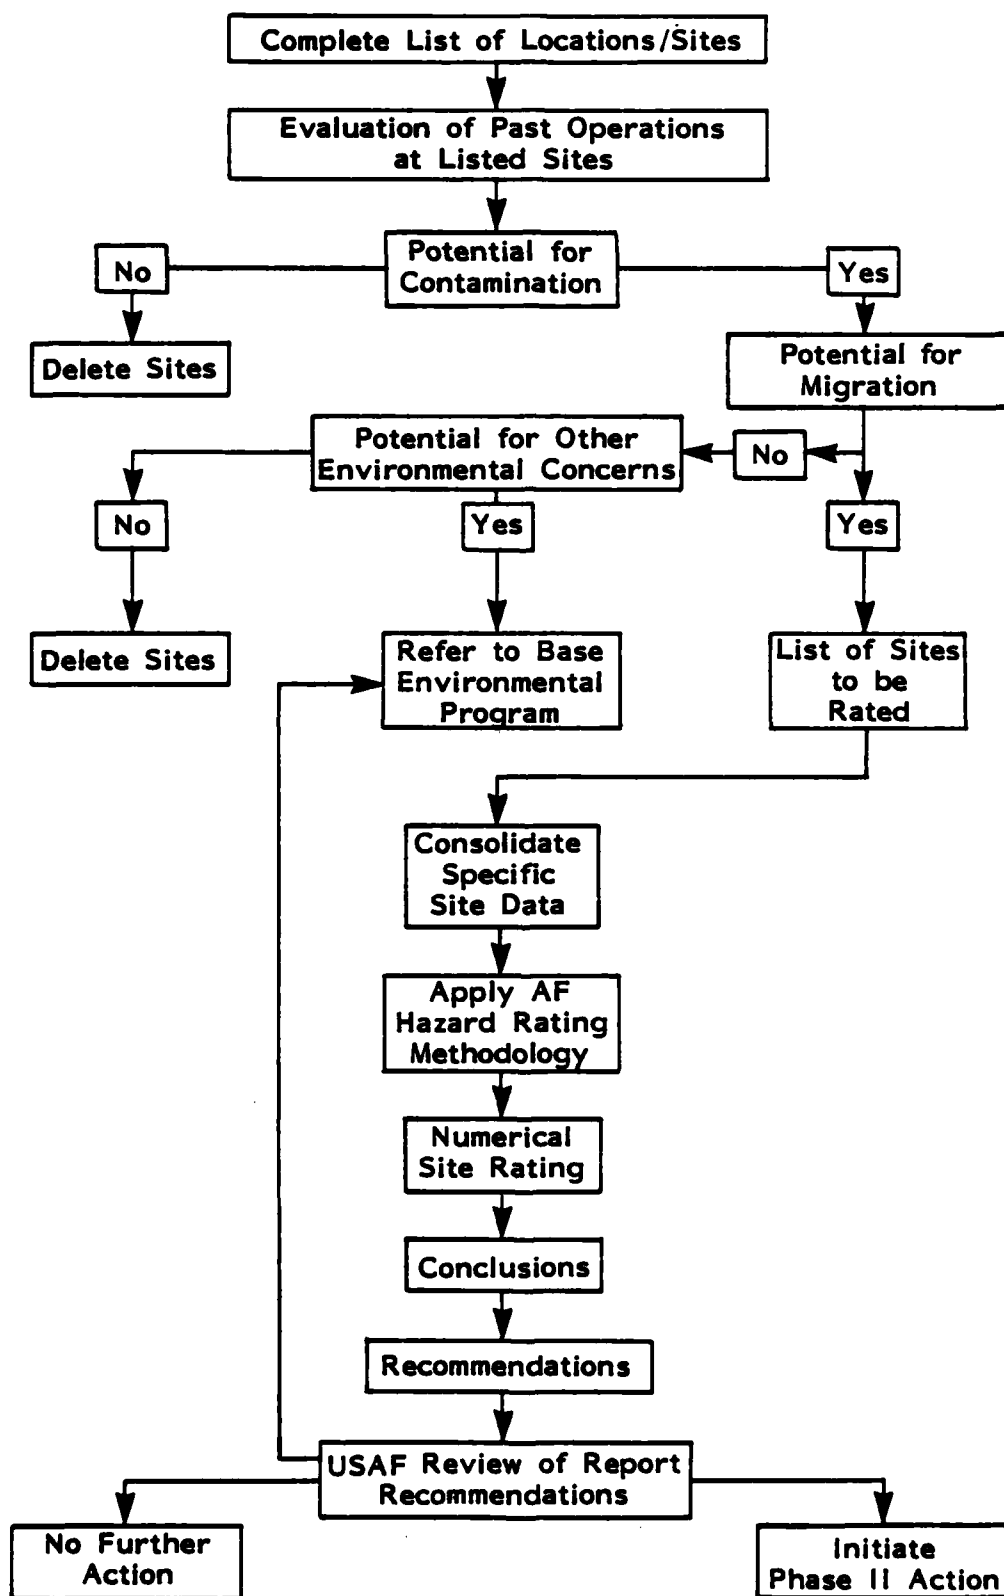 Complete List of Locations/Sites
Evaluation of Past Operations
at Listed Sites
Potential for
Contamination
No
Yes
Delete Sites
Potential for
Migration
Potential for Other
Environmental Concerns
No
No
Yes
Yes
Delete Sites
Refer to Base
Environmental
Program
List of Sites
to be
Rated
Consolidate
Specific
Site Data
Apply AF
Hazard Rating
Methodology
Numerical
Site Rating
Conclusions
Recommendations
USAF Review of Report
Recommendations
No Further
Action
Initiate
Phase II Action